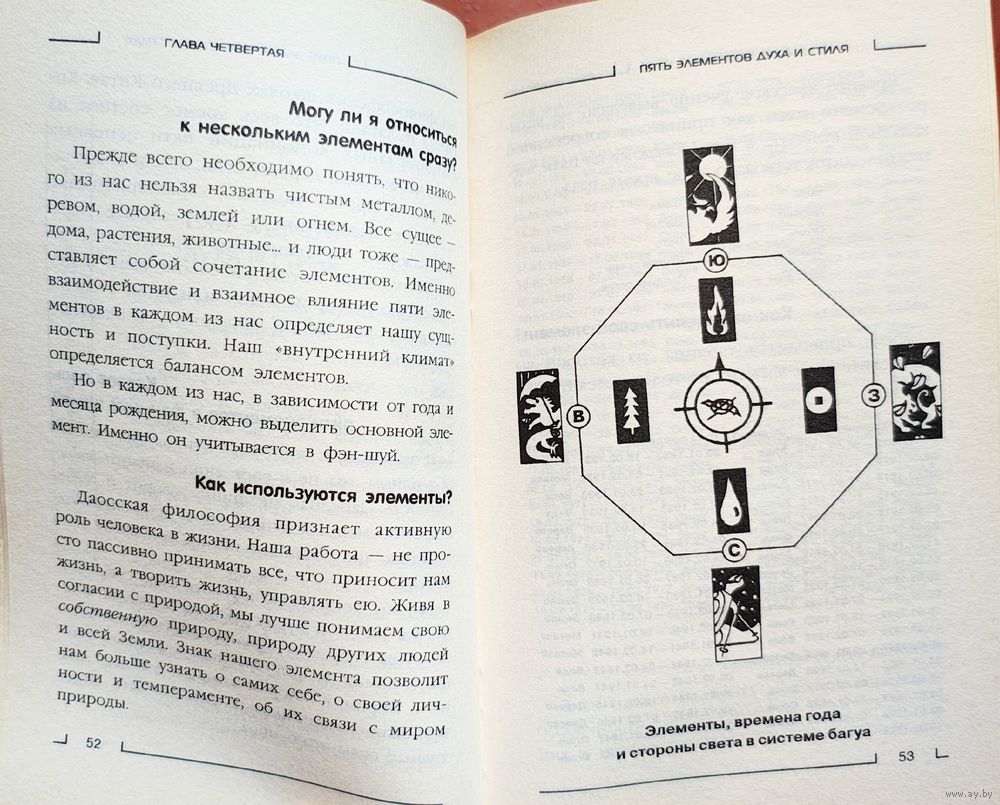 ГЛАВА ЧЕТВЕРТАЯ
Могу ли я относиться
к нескольким элементам сразу?
Прежде всего необходимо понять, что нико-
го из нас нельзя назвать чистым металлом, де-
ревом, водой, землей или огнем. Все сущее –
дома, растения, животные... и люди тоже — пред-
ставляет собой сочетание элементов. Именно
взаимодействие и взаимное влияние пяти эле-
ментов в каждом из нас определяет нашу сущ-
ность и поступки. Наш «внутренний климат»
определяется балансом элементов.
Но в каждом из нас, в зависимости от года и
месяца рождения, можно выделить основной эле-
мент. Именно он учитывается в фэн-шуй.
Как используются элементы?
Даосская философия признает активную
роль человека в жизни. Наша работа — не про-
сто пассивно принимать все, что приносит нам
жизнь, а творить жизнь, управлять ею. Живя в
согласии с природой, мы лучше понимаем свою
собственную природу, природу других людей
и всей Земли. Знак нашего элемента позволит
нам больше узнать о самих себе, о своей лич-
ности и темпераменте, об их связи с миром
природы.
52
ПЯТЬ ЭЛЕМЕНТОВ ДУХА И СТИЛЯ
Ю
В
З
С
Элементы, времена года
и стороны света в системе багуа
53
www.ay.by